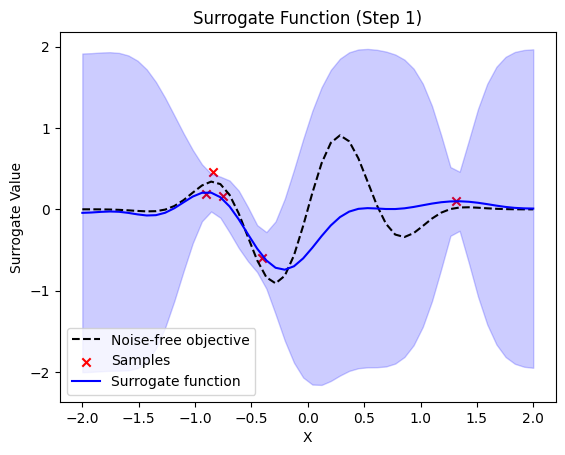 Surrogate Function (Step 1)
Surrogate Value
2
1
0
−1
−2
Noise-free objective
Samples
Surrogate function
−2.0 −1.5 −1.0 −0.5 0.0 0.5 1.0 1.5 2.0
X